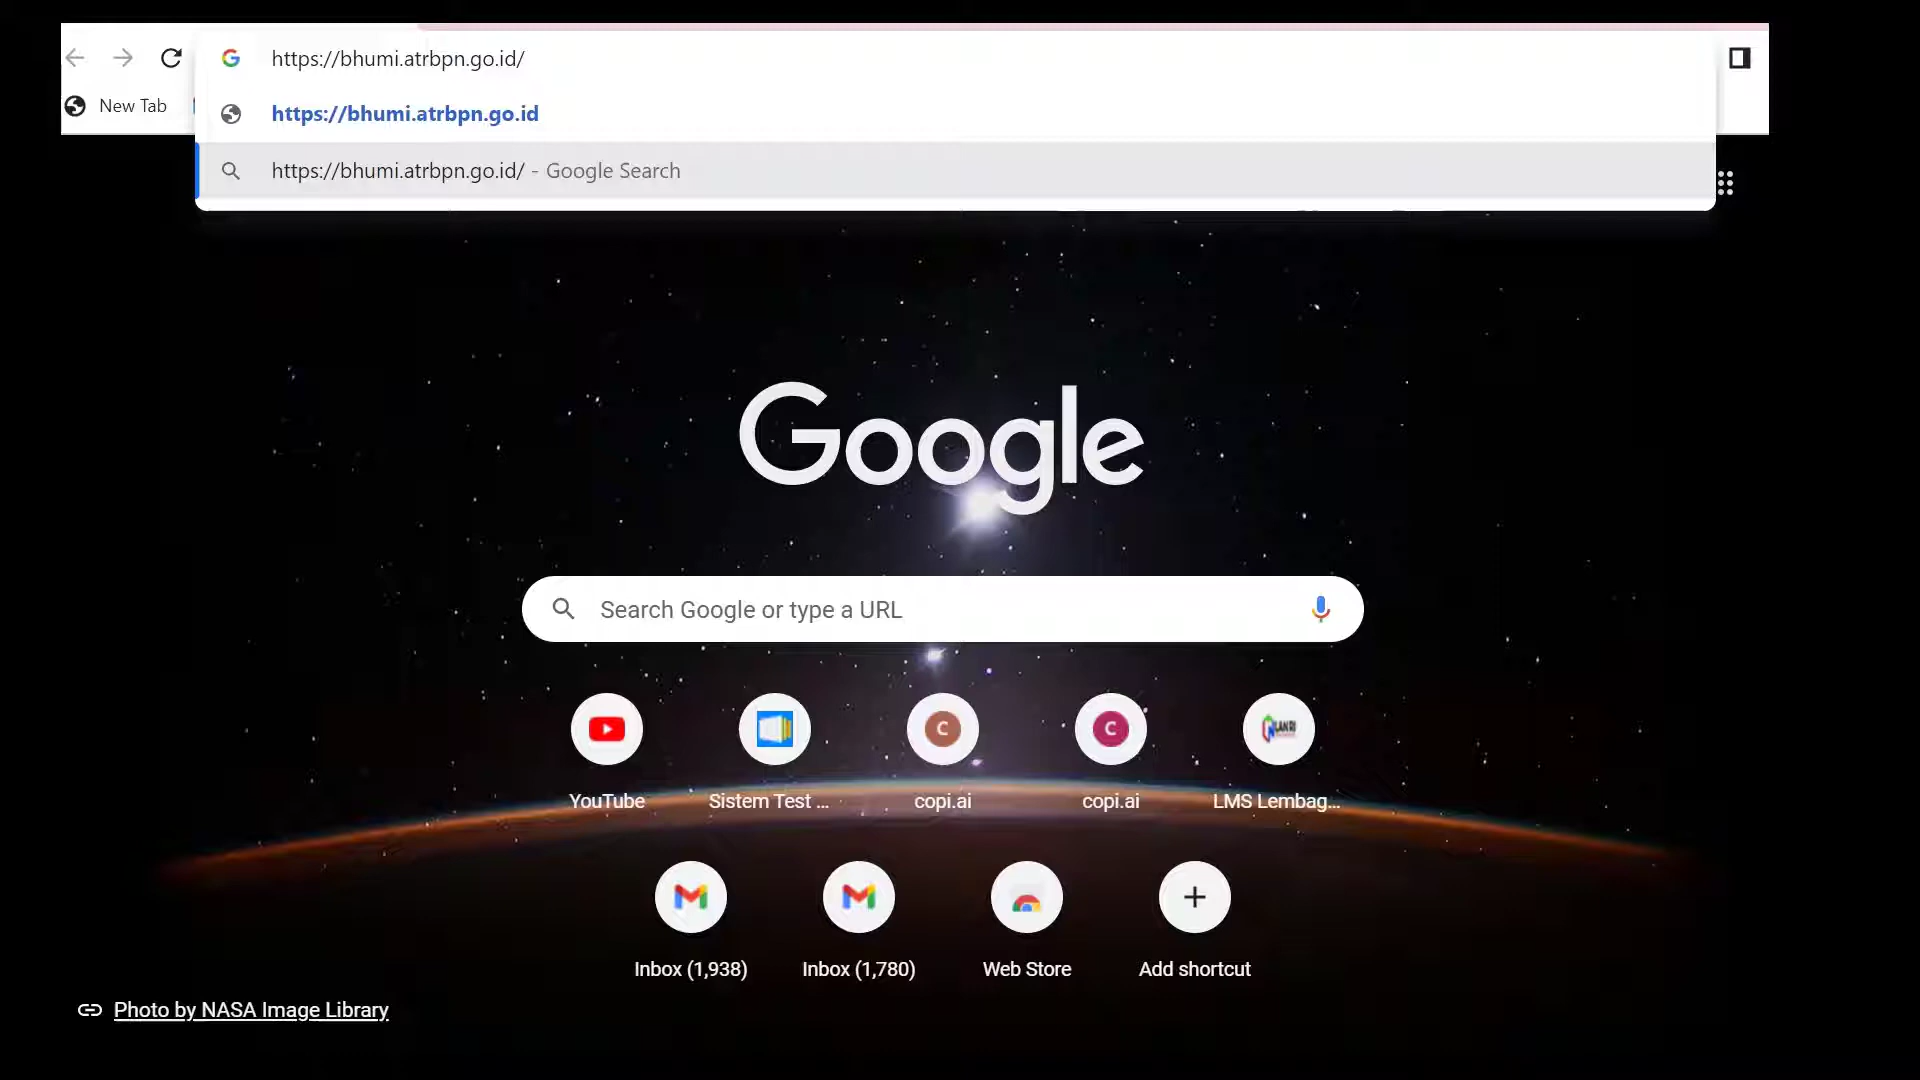 https://bhumi.atrbpn.go.id/
New Tab
https://bhumi.atrbpn.go.id
https://bhumi.atrbpn.go.id/ - Google Search
Google
Search Google or type a URL
C
C
LAN RI
YouTube
Sistem Test ...
copi.ai
copi.ai
LMS Lembag...
Inbox (1,938)
Inbox (1,780)
Web Store
Add shortcut
Photo by NASA Image Library